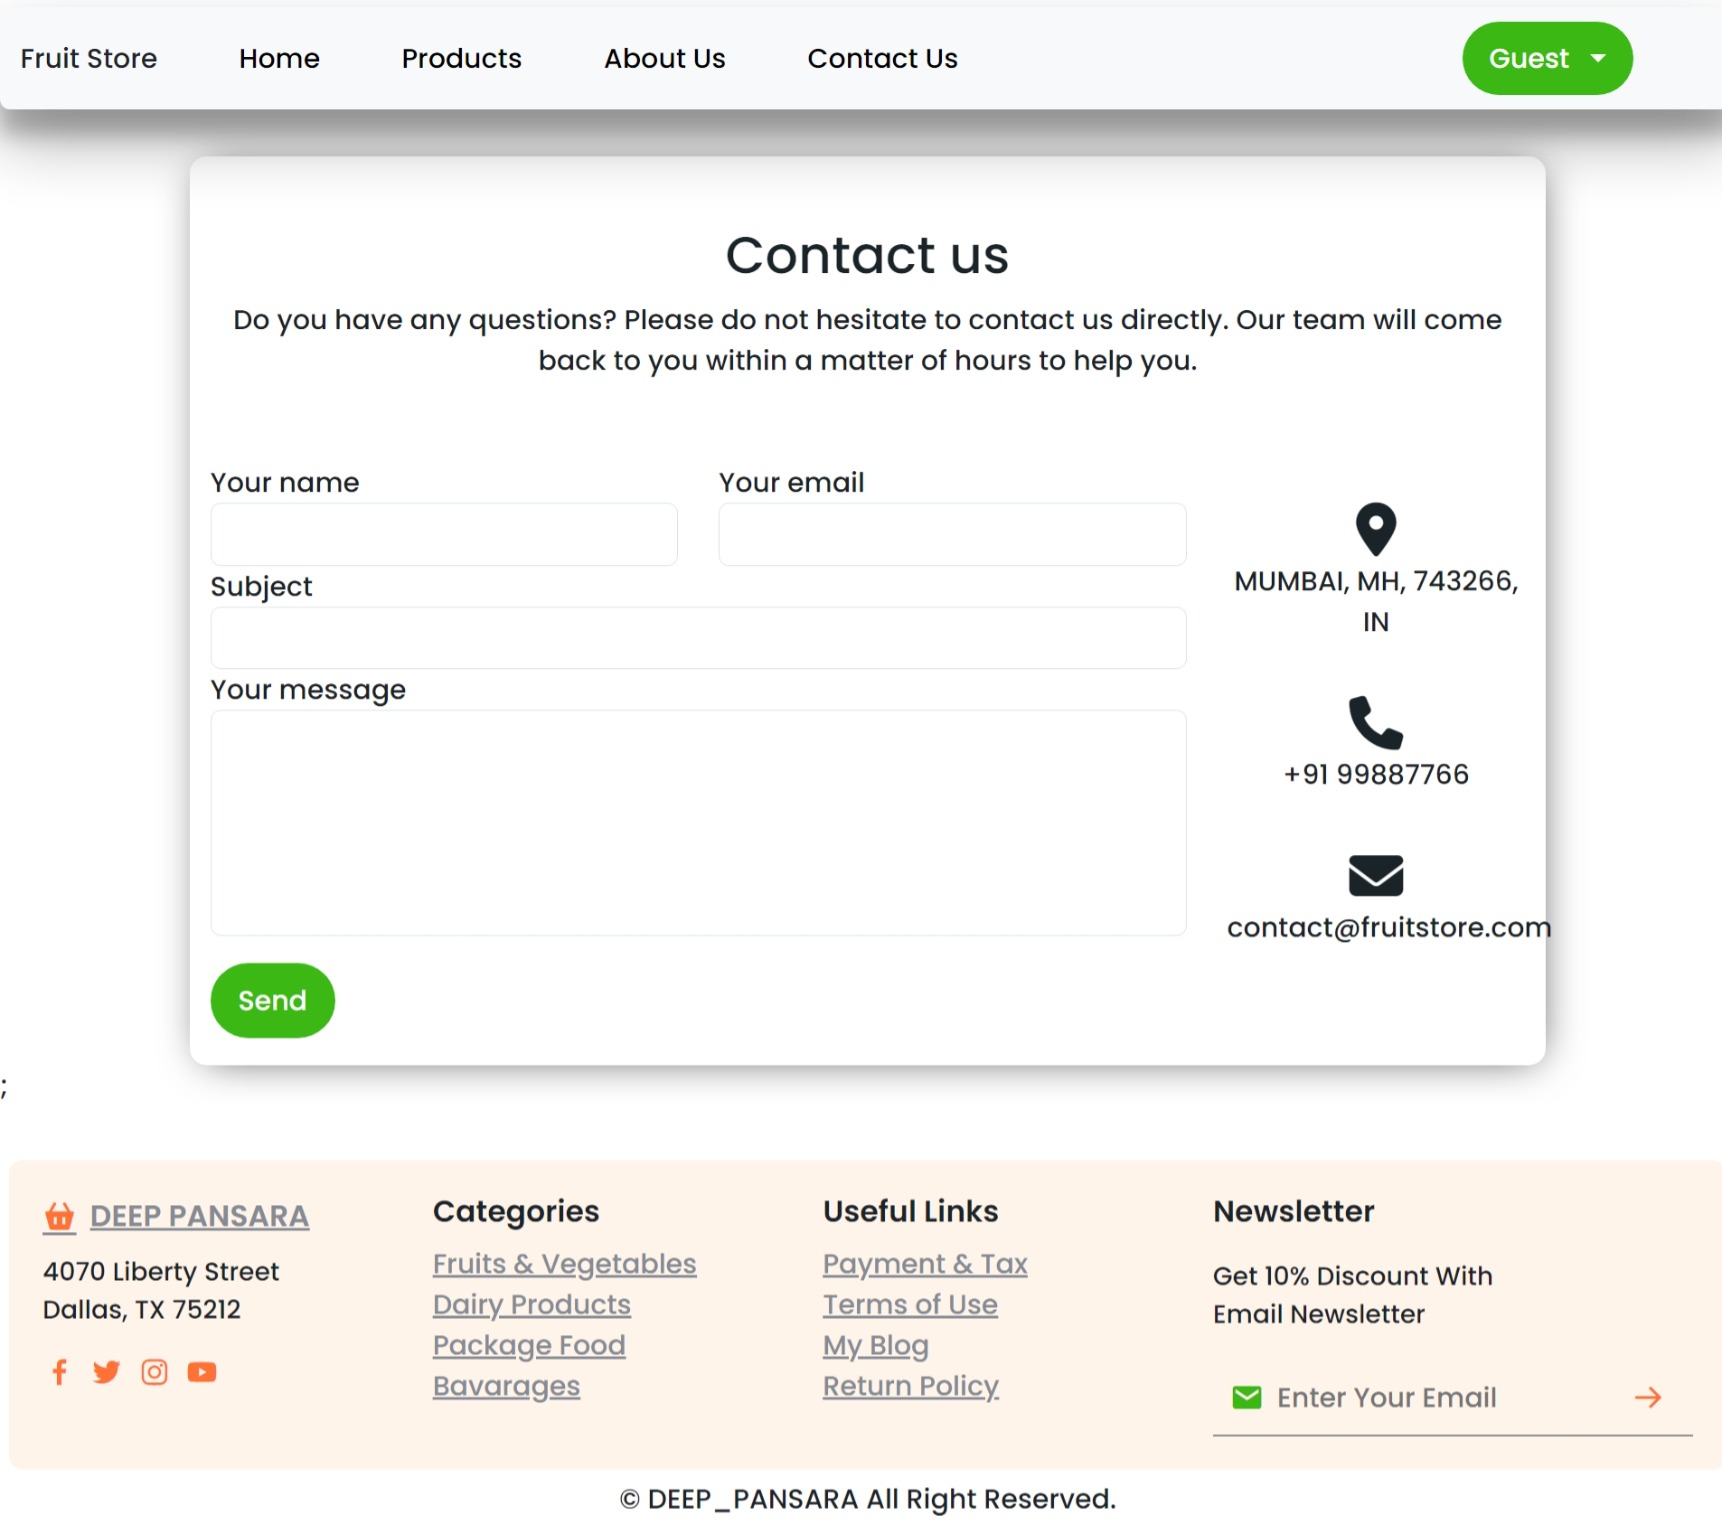 Fruit Store Home Products About Us Contact Us Guest
Contact us
Do you have any questions? Please do not hesitate to contact us directly. Our team will come
back to you within a matter of hours to help you.
Your name
Your email
Subject
Your message
Send
MUMBAI, MH, 743266,
IN
+91 99887766
contact@fruitstore.com
;
DEEP PANSARA
4070 Liberty Street
Dallas, TX 75212
Categories
Fruits & Vegetables
Dairy Products
Package Food
Bavarages
Useful Links
Payment & Tax
Terms of Use
My Blog
Return Policy
Newsletter
Get 10% Discount With
Email Newsletter
Enter Your Email
© DEEP_PANSARA All Right Reserved.